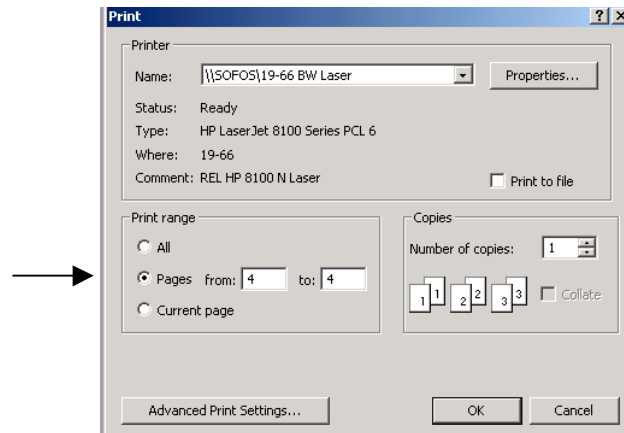 Print
Printer
Name: \\SOFOS\19-66 BW Laser Properties...
Status: Ready
Type: HP LaserJet 8100 Series PCL 6
Where: 19-66
Comment: REL HP 8100 N Laser Print to file
Print range
All
Pages from: 4 to: 4
Current page
Copies
Number of copies: 1
1 1 2 2 3 3 Collate
Advanced Print Settings... OK Cancel